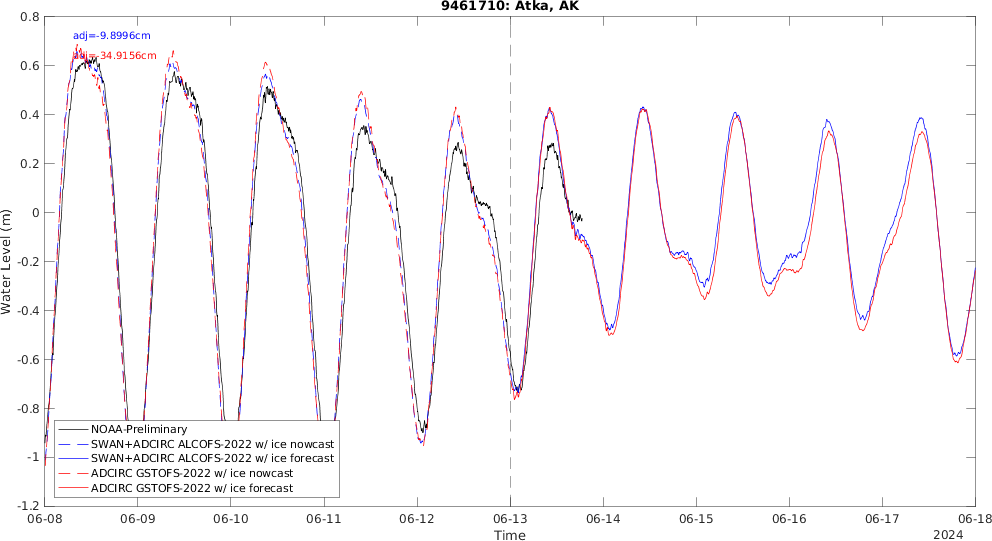 9461710: Atka, AK
adj=-9.8996cm
adj=-34.9156cm
Water Level (m)
0.8
0.6
0.4
0.2
0
-0.2
-0.4
-0.6
-0.8
-1
-1.2
NOAA-Preliminary
SWAN+ADCIRC ALCOFS-2022 w/ ice nowcast
SWAN+ADCIRC ALCOFS-2022 w/ ice forecast
ADCIRC GSTOFS-2022 w/ ice nowcast
ADCIRC GSTOFS-2022 w/ ice forecast
06-08 06-09 06-10 06-11 06-12 06-13 06-14 06-15 06-16 06-17 06-18
Time
2024